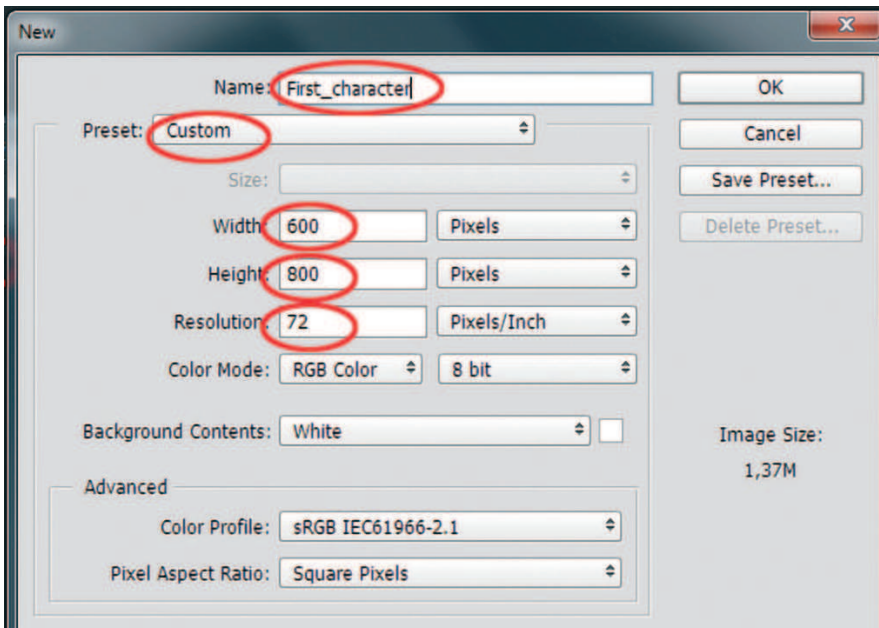 New
Name: First_character
OK
Preset: Custom
Cancel
Size:
Save Preset...
Width: 600 Pixels
Delete Preset...
Height: 800 Pixels
Resolution: 72 Pixels/Inch
Color Mode: RGB Color 8 bit
Background Contents: White
Image Size:
1,37M
Advanced
Color Profile: sRGB IEC61966-2.1
Pixel Aspect Ratio: Square Pixels